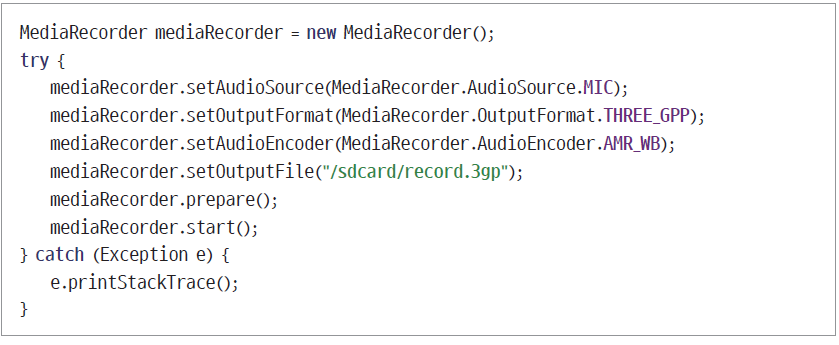 MediaRecorder mediaRecorder = new MediaRecorder();
try {
    mediaRecorder.setAudioSource(MediaRecorder.AudioSource.MIC);
    mediaRecorder.setOutputFormat(MediaRecorder.OutputFormat.THREE_GPP);
    mediaRecorder.setAudioEncoder(MediaRecorder.AudioEncoder.AMR_WB);
    mediaRecorder.setOutputFile("/sdcard/record.3gp");
    mediaRecorder.prepare();
    mediaRecorder.start();
} catch (Exception e) {
    e.printStackTrace();
}